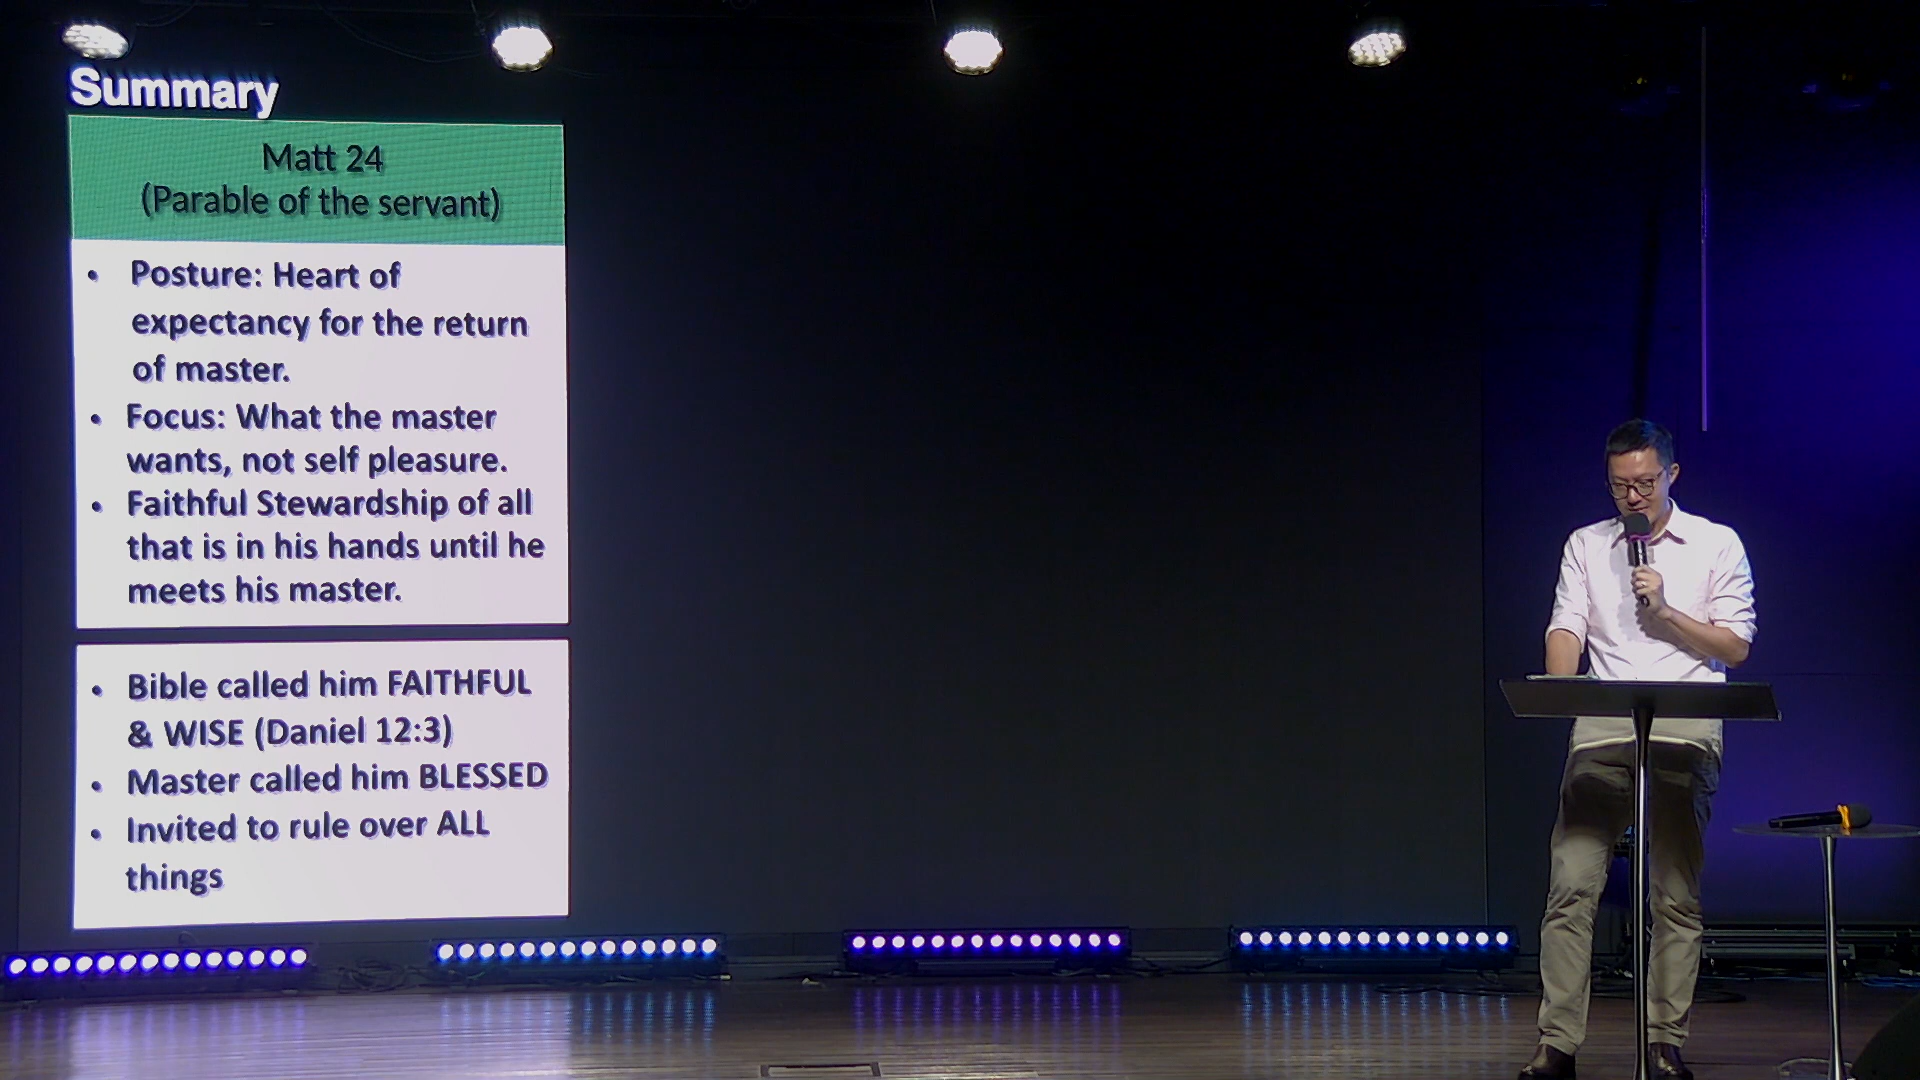 Summary
Matt 24
(Parable of the servant)
• Posture: Heart of
expectancy for the return
of master.
• Focus: What the master
wants, not self pleasure.
• Faithful Stewardship of all
that is in his hands until he
meets his master.
• Bible called him FAITHFUL
& WISE (Daniel 12:3)
• Master called him BLESSED
• Invited to rule over ALL
things